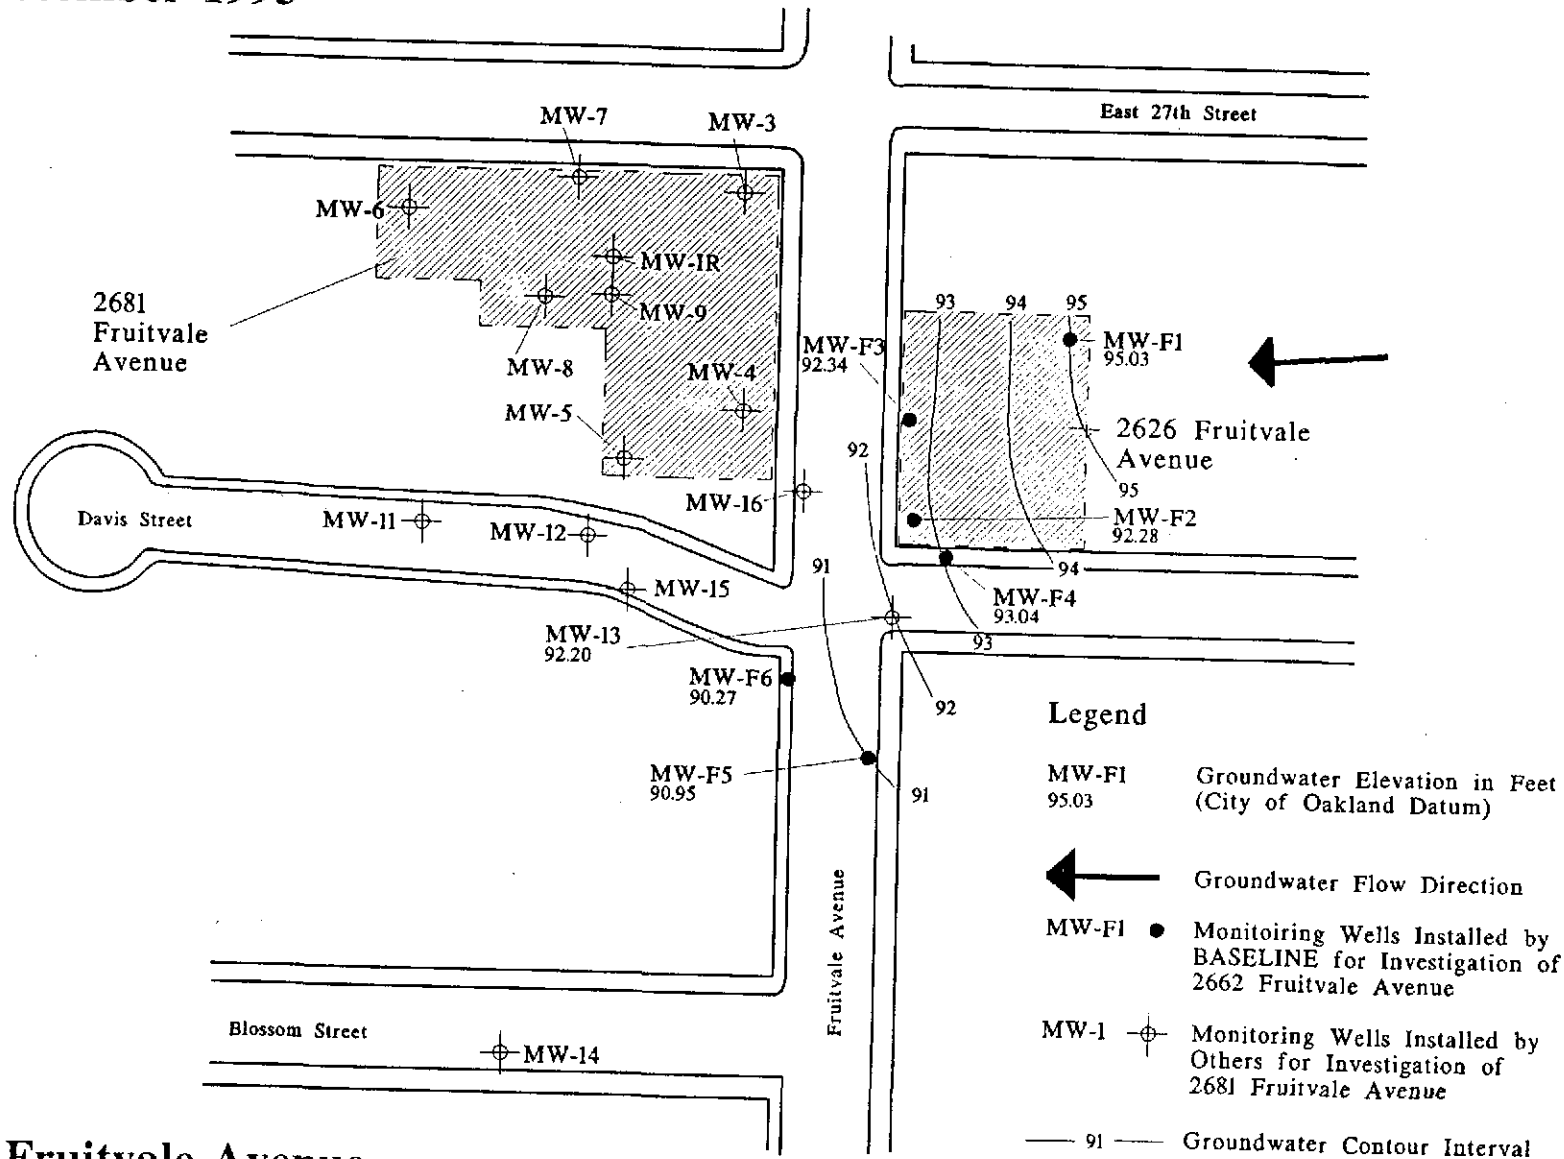 1995
East 27th Street
MW-7
MW-3
MW-6
MW-1R
MW-9
MW-8
MW-4
MW-5
2681
Fruitvale
Avenue
93
94
95
MW-F3
92.34
MW-F1
95.03
2626 Fruitvale
Avenue
92
95
MW-16
MW-F2
92.28
Davis Street
MW-11
MW-12
MW-15
91
94
MW-F4
93.04
MW-13
92.20
93
MW-F6
90.27
92
MW-F5
90.95
91
Fruitvale Avenue
Blossom Street
MW-14
Legend
MW-F1
95.03
Groundwater Elevation in Feet
(City of Oakland Datum)
Groundwater Flow Direction
MW-F1
Monitoiring Wells Installed by
BASELINE for Investigation of
2662 Fruitvale Avenue
MW-1
Monitoring Wells Installed by
Others for Investigation of
2681 Fruitvale Avenue
91
Groundwater Contour Interval
Fruitvale Avenue